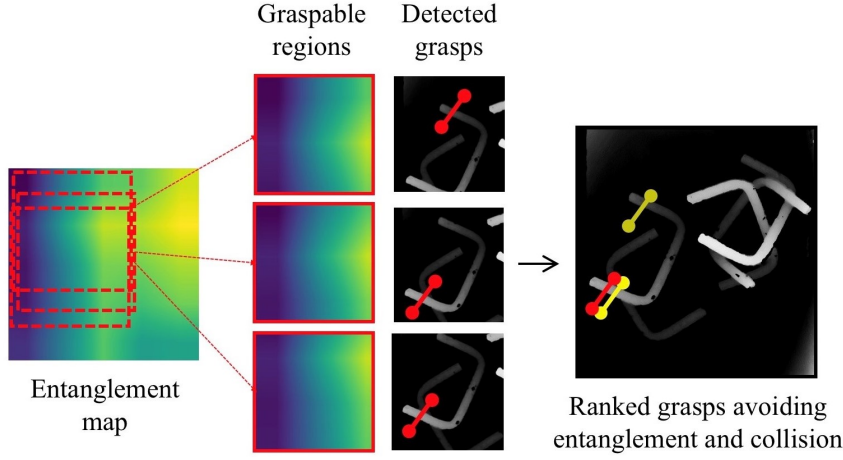 Graspable
regions
Detected
grasps
Entanglement
map
Ranked grasps avoiding
entanglement and collision